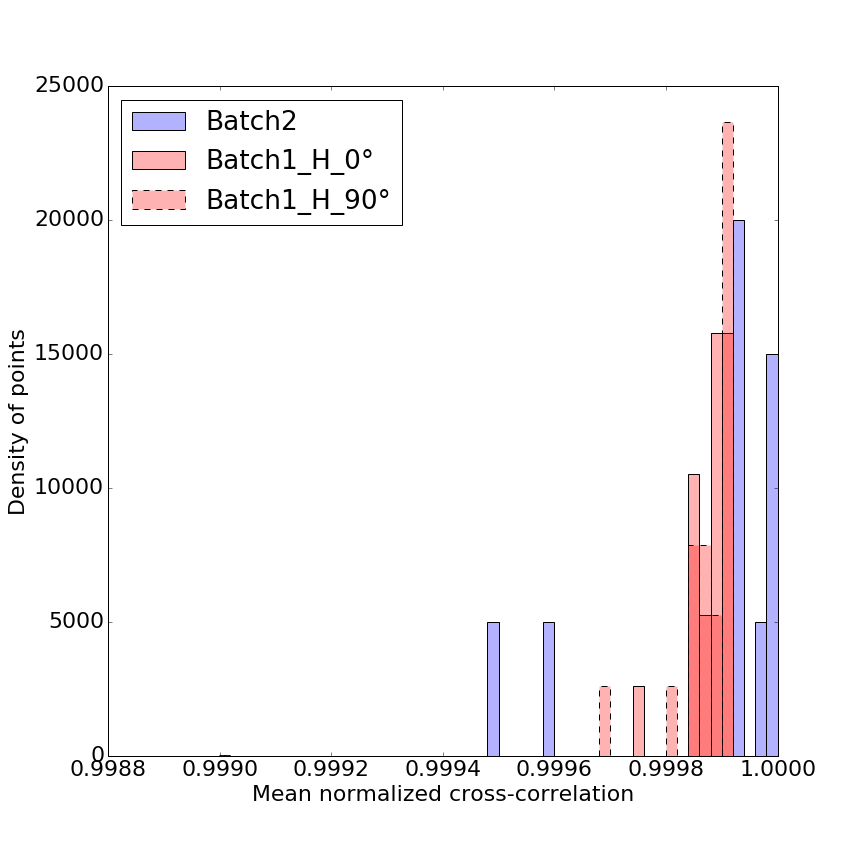 25000
20000
15000
10000
5000
0
Density of points
Batch2
Batch1_H_0°
Batch1_H_90°
0.9988 0.9990 0.9992 0.9994 0.9996 0.9998 1.0000
Mean normalized cross-correlation